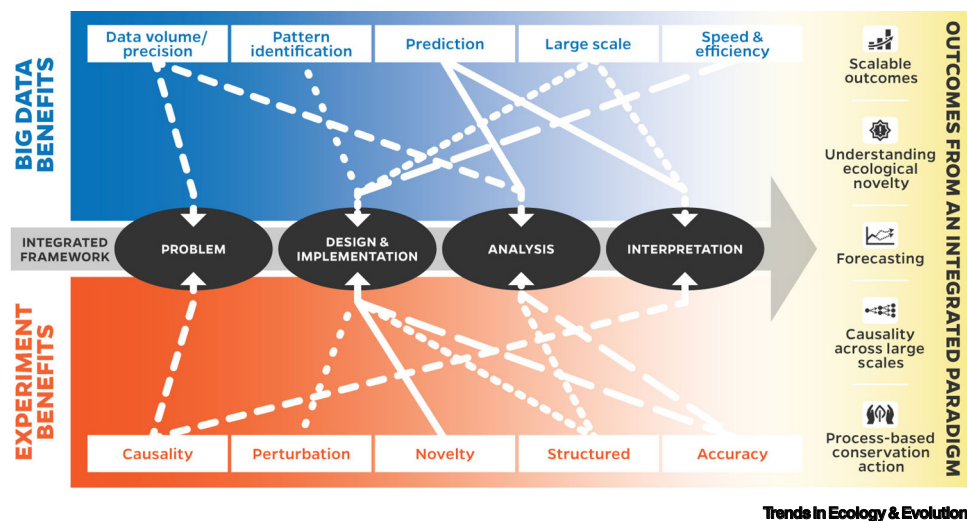 BIG DATA
BENEFITS
Data volume/
precision
Pattern
identification
Prediction
Large scale
Speed &
efficiency
INTEGRATED
FRAMEWORK
PROBLEM
DESIGN &
IMPLEMENTATION
ANALYSIS
INTERPRETATION
EXPERIMENT
BENEFITS
Causality
Perturbation
Novelty
Structured
Accuracy
Scalable
outcomes
Understanding
ecological
novelty
Forecasting
Causality
across large
scales
Process-based
conservation
action
OUTCOMES FROM AN INTEGRATED PARADIGM
Trends in Ecology & Evolution